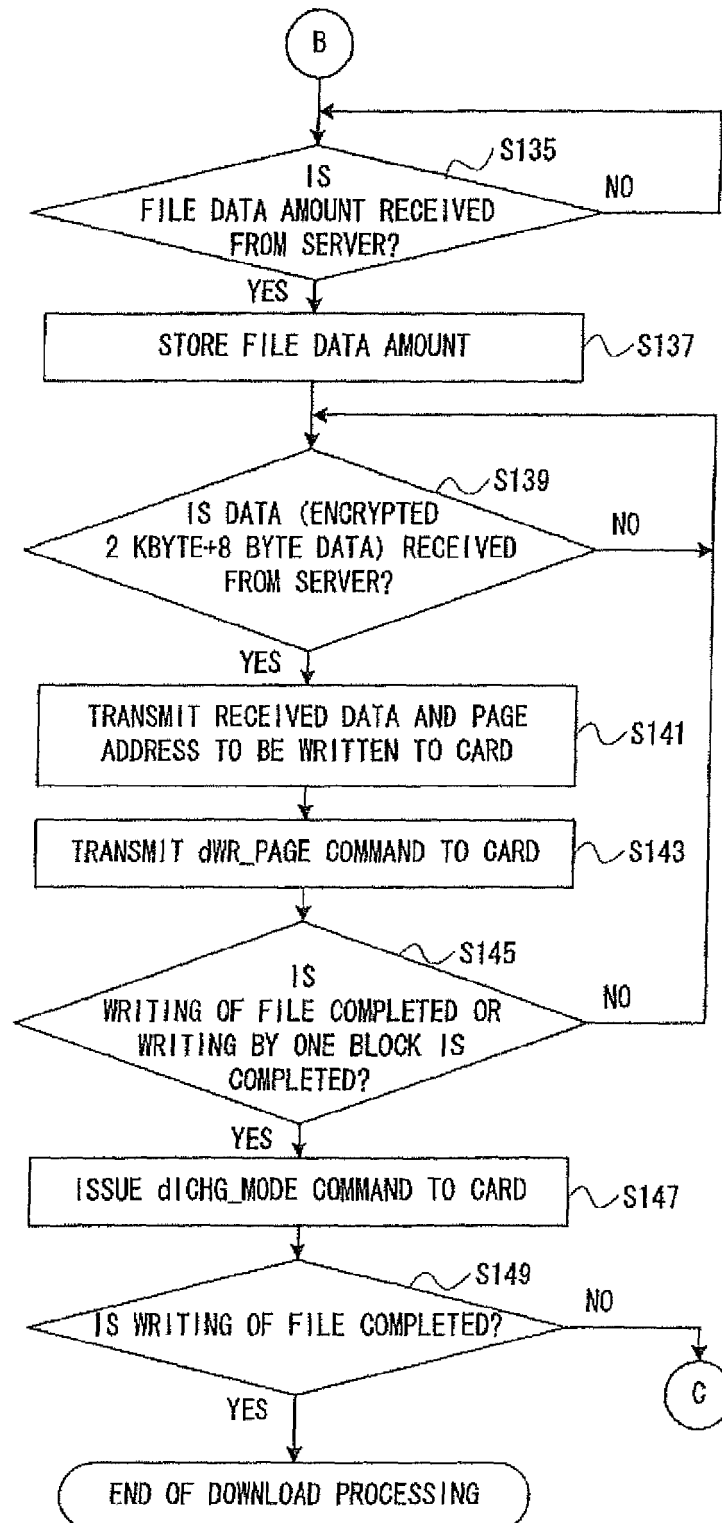 B
S135
IS
FILE DATA AMOUNT RECEIVED
FROM SERVER?
NO
YES
STORE FILE DATA AMOUNT
S137
S139
IS DATA (ENCRYPTED
2 KBYTE+8 BYTE DATA) RECEIVED
FROM SERVER?
NO
YES
TRANSMIT RECEIVED DATA AND PAGE
ADDRESS TO BE WRITTEN TO CARD
S141
TRANSMIT dWR_PAGE COMMAND TO CARD
S143
S145
IS
WRITING OF FILE COMPLETED OR
WRITING BY ONE BLOCK IS
COMPLETED?
NO
YES
ISSUE dICHG_MODE COMMAND TO CARD
S147
S149
IS WRITING OF FILE COMPLETED?
NO
C
YES
END OF DOWNLOAD PROCESSING